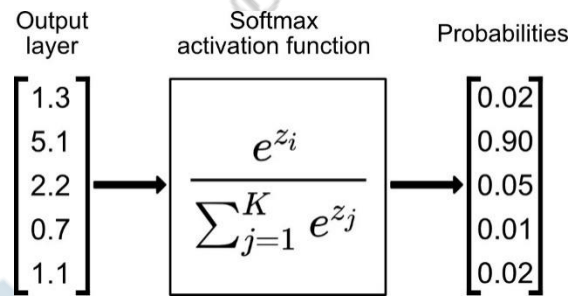 Output
layer
Softmax
activation function
Probabilities
1.3
5.1
2.2
0.7
1.1
e^{z_i}
∑_{j=1}^{K} e^{z_j}
0.02
0.90
0.05
0.01
0.02